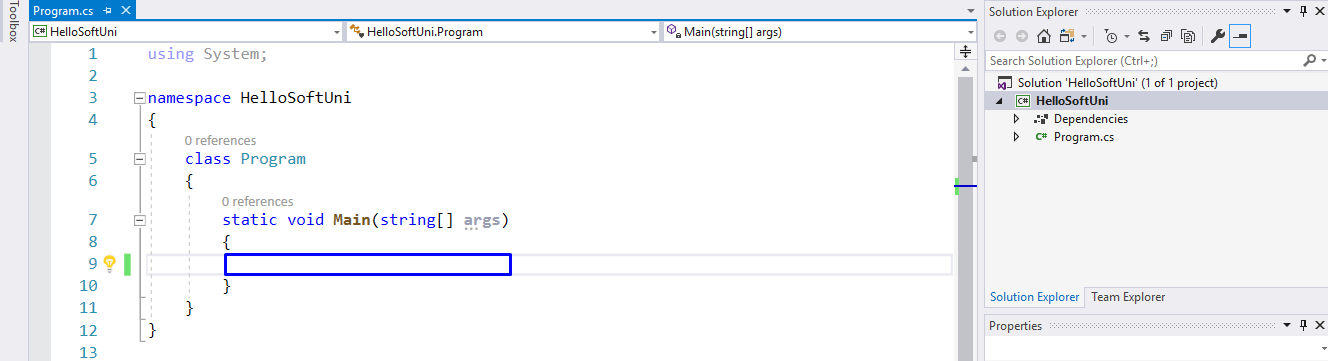 Toolbox
Program.cs
HelloSoftUni
HelloSoftUni.Program
Main(string[] args)
1 using System;
2
3 namespace HelloSoftUni
4 {
0 references
5 class Program
6 {
0 references
7 static void Main(string[] args)
8 {
9
10 }
11 }
12 }
13
Solution Explorer
Search Solution Explorer (Ctrl+;)
Solution 'HelloSoftUni' (1 of 1 project)
C# HelloSoftUni
Dependencies
C# Program.cs
Solution Explorer Team Explorer
Properties